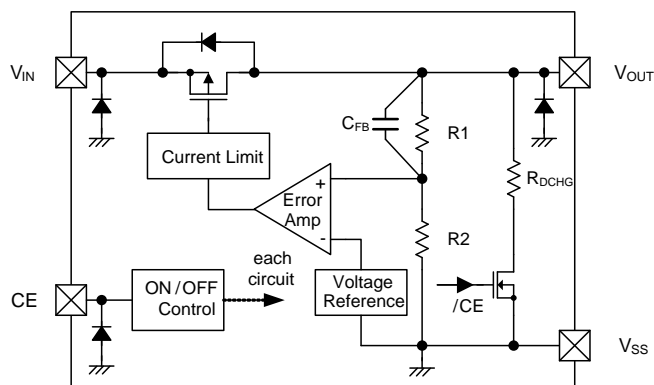 VIN
VOUT
CFB
R1
Current Limit
RDCHG
+
Error
Amp
-
R2
each
circuit
CE
ON/OFF
Control
Voltage
Reference
/CE
VSS